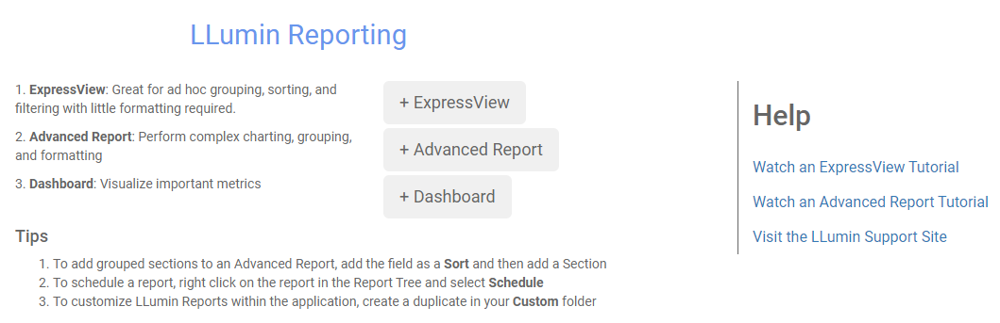 LLumin Reporting
1. ExpressView: Great for ad hoc grouping, sorting, and
filtering with little formatting required.
2. Advanced Report: Perform complex charting, grouping,
and formatting
3. Dashboard: Visualize important metrics
+ ExpressView
+ Advanced Report
+ Dashboard
Tips
1. To add grouped sections to an Advanced Report, add the field as a Sort and then add a Section
2. To schedule a report, right click on the report in the Report Tree and select Schedule
3. To customize LLumin Reports within the application, create a duplicate in your Custom folder
Help
Watch an ExpressView Tutorial
Watch an Advanced Report Tutorial
Visit the LLumin Support Site